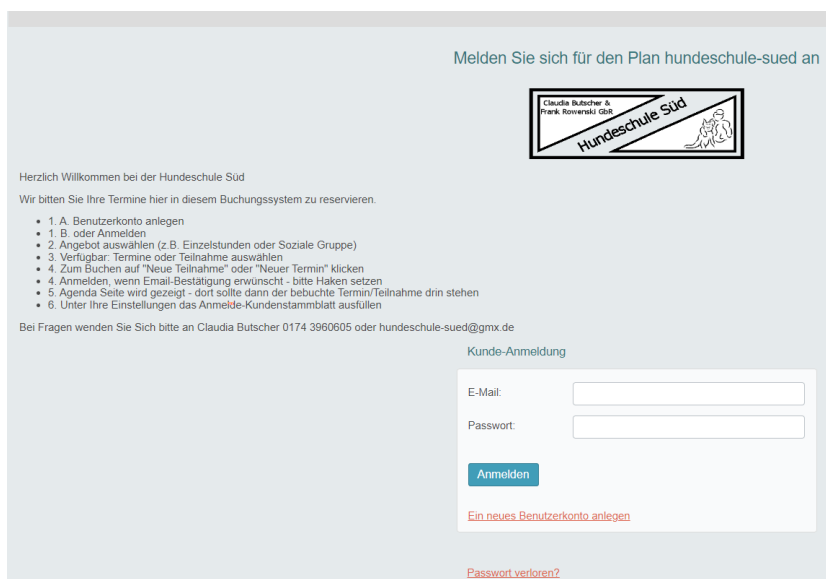 Melden Sie sich für den Plan hundeschule-sued an
Claudia Butscher &
Frank Rowenski GbR
Hundeschule Süd
Herzlich Willkommen bei der Hundeschule Süd
Wir bitten Sie Ihre Termine hier in diesem Buchungssystem zu reservieren.
• 1. A. Benutzerkonto anlegen
• 1. B. oder Anmelden
• 2. Angebot auswählen (z.B. Einzelstunden oder Soziale Gruppe)
• 3. Verfügbar: Termine oder Teilnahme auswählen
• 4. Zum Buchen auf "Neue Teilnahme" oder "Neuer Termin" klicken
• 4. Anmelden, wenn Email-Bestätigung erwünscht - bitte Haken setzen
• 5. Agenda Seite wird gezeigt - dort sollte dann der bebuchte Termin/Teilnahme drin stehen
• 6. Unter Ihre Einstellungen das Anmelde-Kundenstammblatt ausfüllen
Bei Fragen wenden Sie Sich bitte an Claudia Butscher 0174 3960605 oder hundeschule-sued@gmx.de
Kunde-Anmeldung
E-Mail:
Passwort:
Anmelden
Ein neues Benutzerkonto anlegen
Passwort verloren?